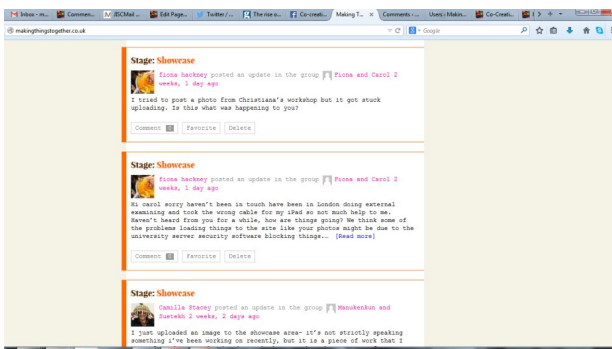 Inbox - m...
Commen...
JISCMail ...
Edit Page...
Twitter / ...
The rise o...
Co-creati...
Making T... ×
Comments ‹ ...
Users ‹ Makin...
Co-Creati...
makingthingstogether.co.uk
Google
Stage: Showcase
fiona hackney posted an update in the group Fiona and Carol 2
weeks, 1 day ago
I tried to post a photo from Christiana's workshop but it got stuck
uploading. Is this what was happening to you?
Comment 0 Favorite Delete
Stage: Showcase
fiona hackney posted an update in the group Fiona and Carol 2
weeks, 1 day ago
Hi carol sorry haven't been in touch have been in London doing external
examining and took the wrong cable for my iPad so not much help to me.
Haven't heard from you for a while, how are things going? We think some of
the problems loading things to the site like your photos might be due to the
university server security software blocking things... [Read more]
Comment 0 Favorite Delete
Stage: Showcase
Camilla Stacey posted an update in the group Manukenkun and
Suetekh 2 weeks, 2 days ago
I just uploaded an image to the showcase area- it's not strictly speaking
something i've been working on recently, but it is a piece of work that I